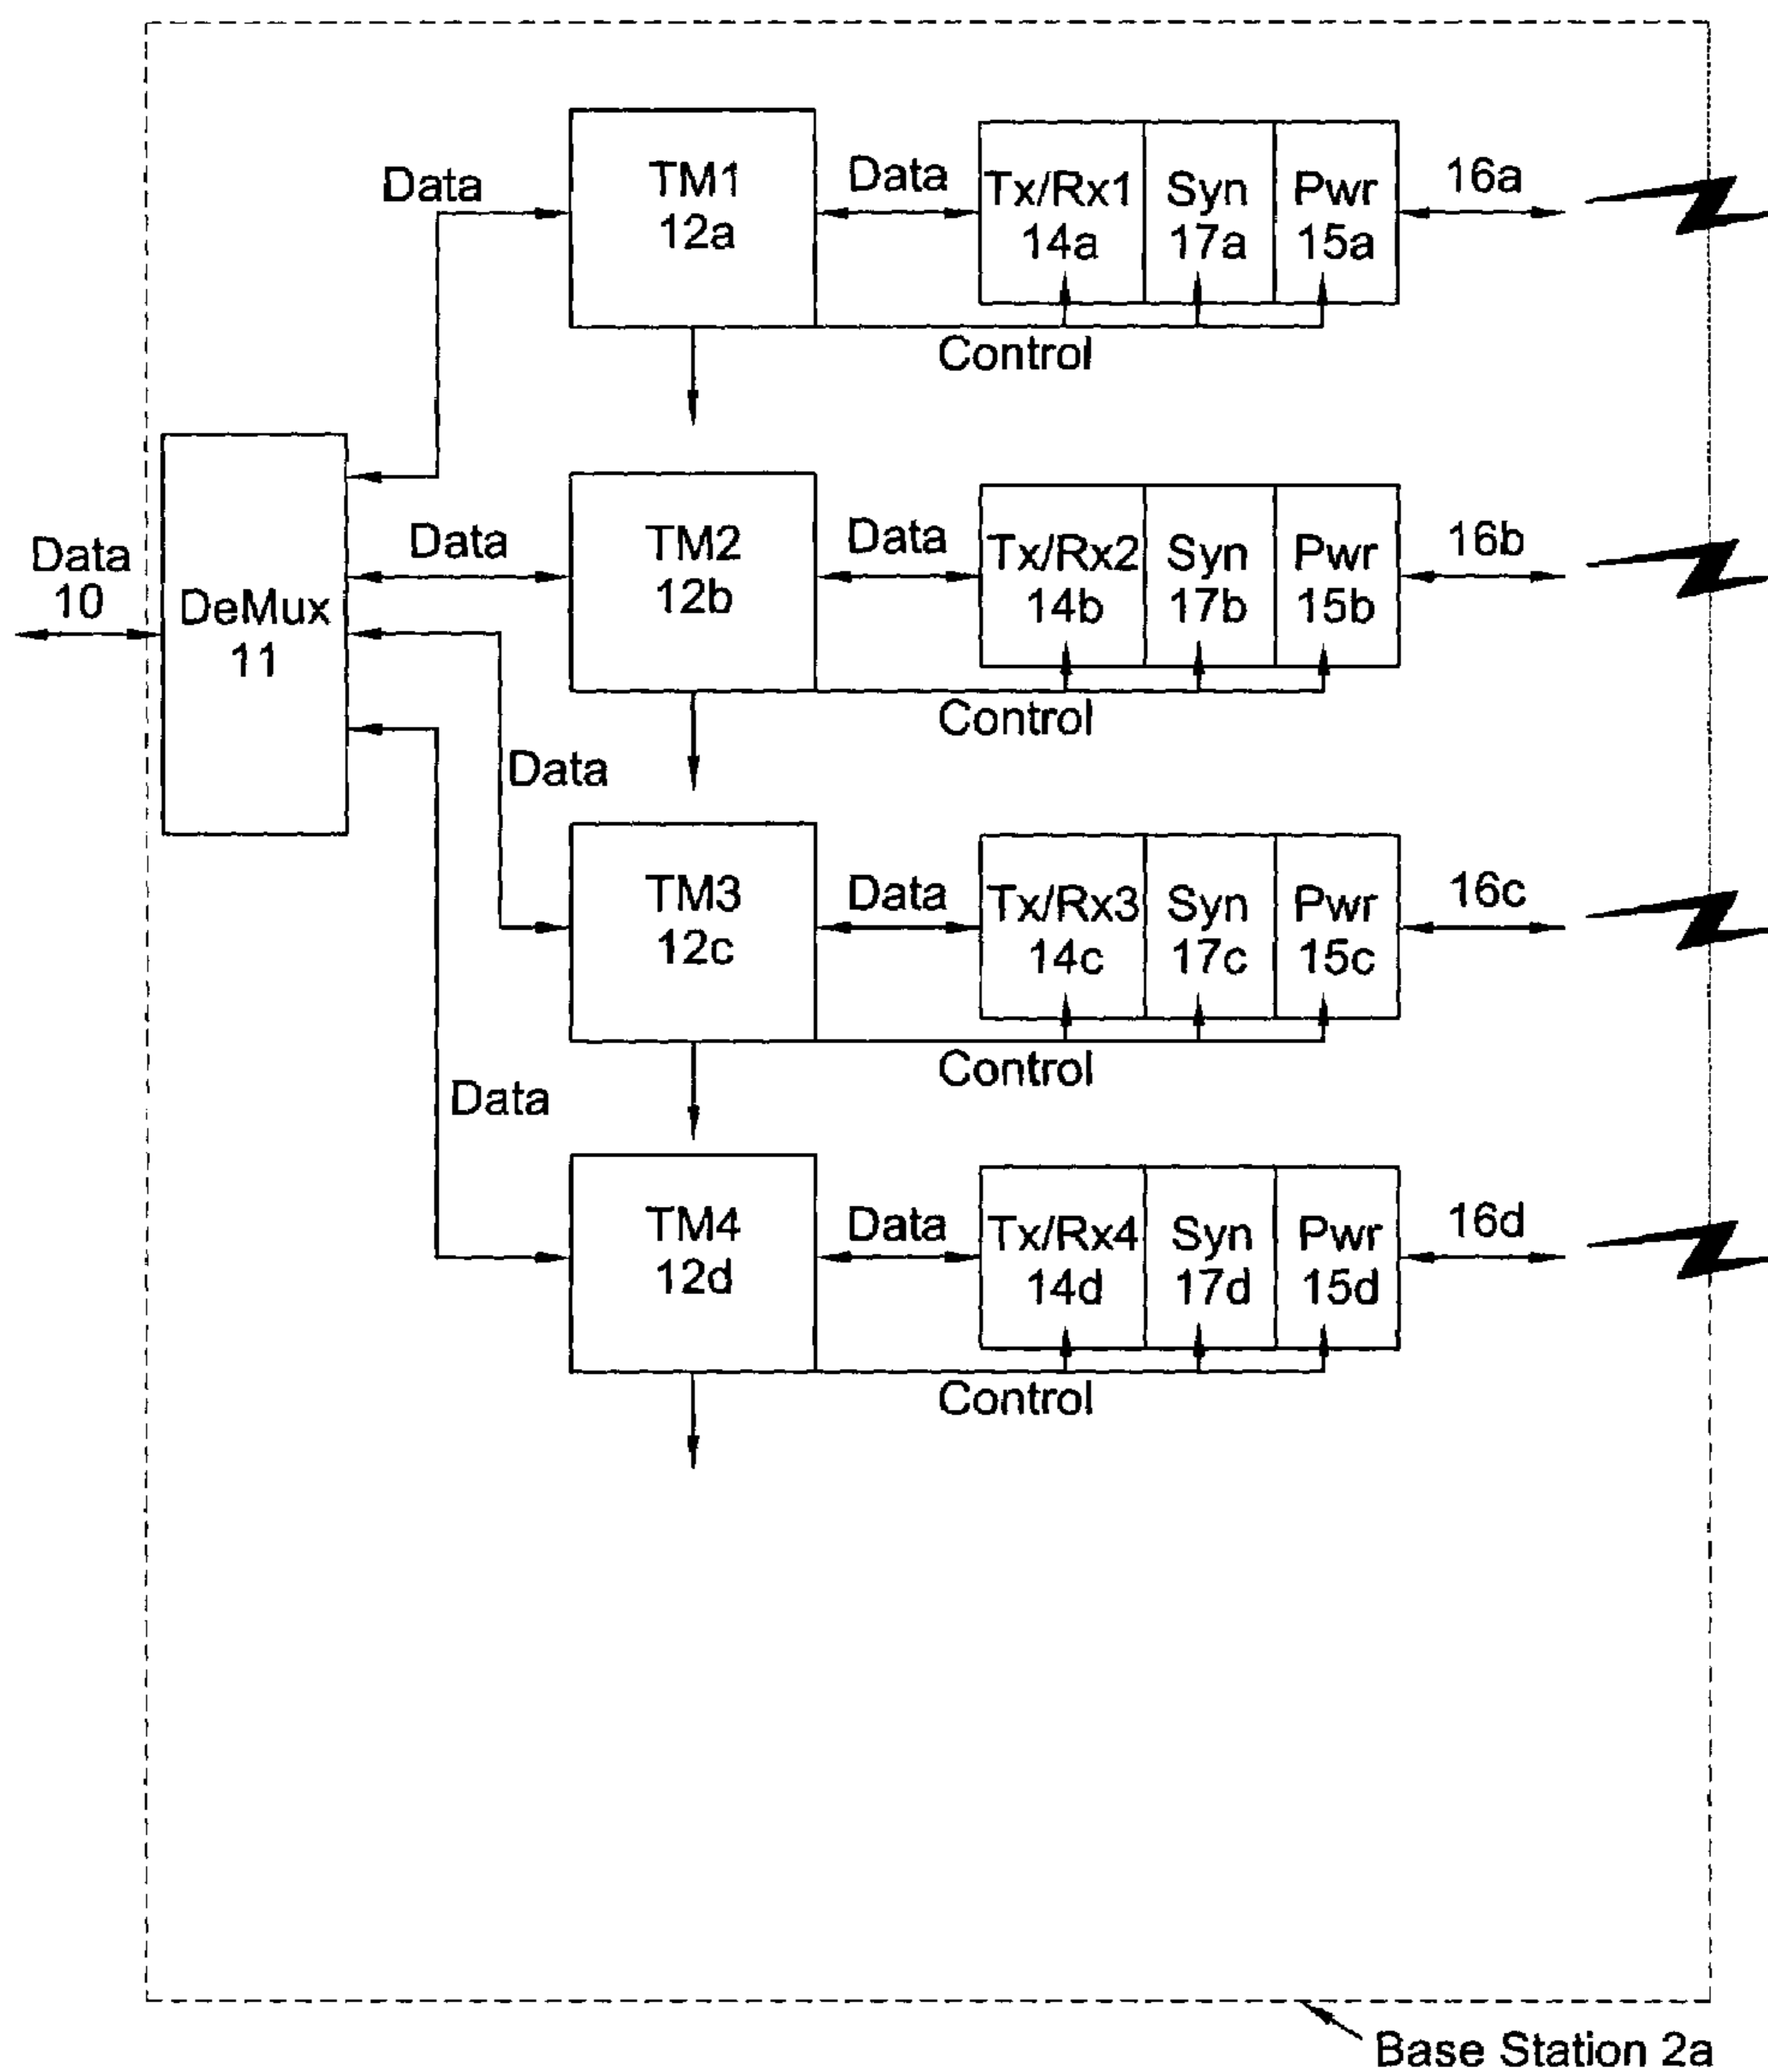 Data
TM1
12a
Data
Tx/Rx1
14a
Syn
17a
Pwr
15a
16a
Control
Data
10
DeMux
11
Data
TM2
12b
Data
Tx/Rx2
14b
Syn
17b
Pwr
15b
16b
Control
Data
TM3
12c
Data
Tx/Rx3
14c
Syn
17c
Pwr
15c
16c
Control
Data
TM4
12d
Data
Tx/Rx4
14d
Syn
17d
Pwr
15d
16d
Control
Base Station 2a